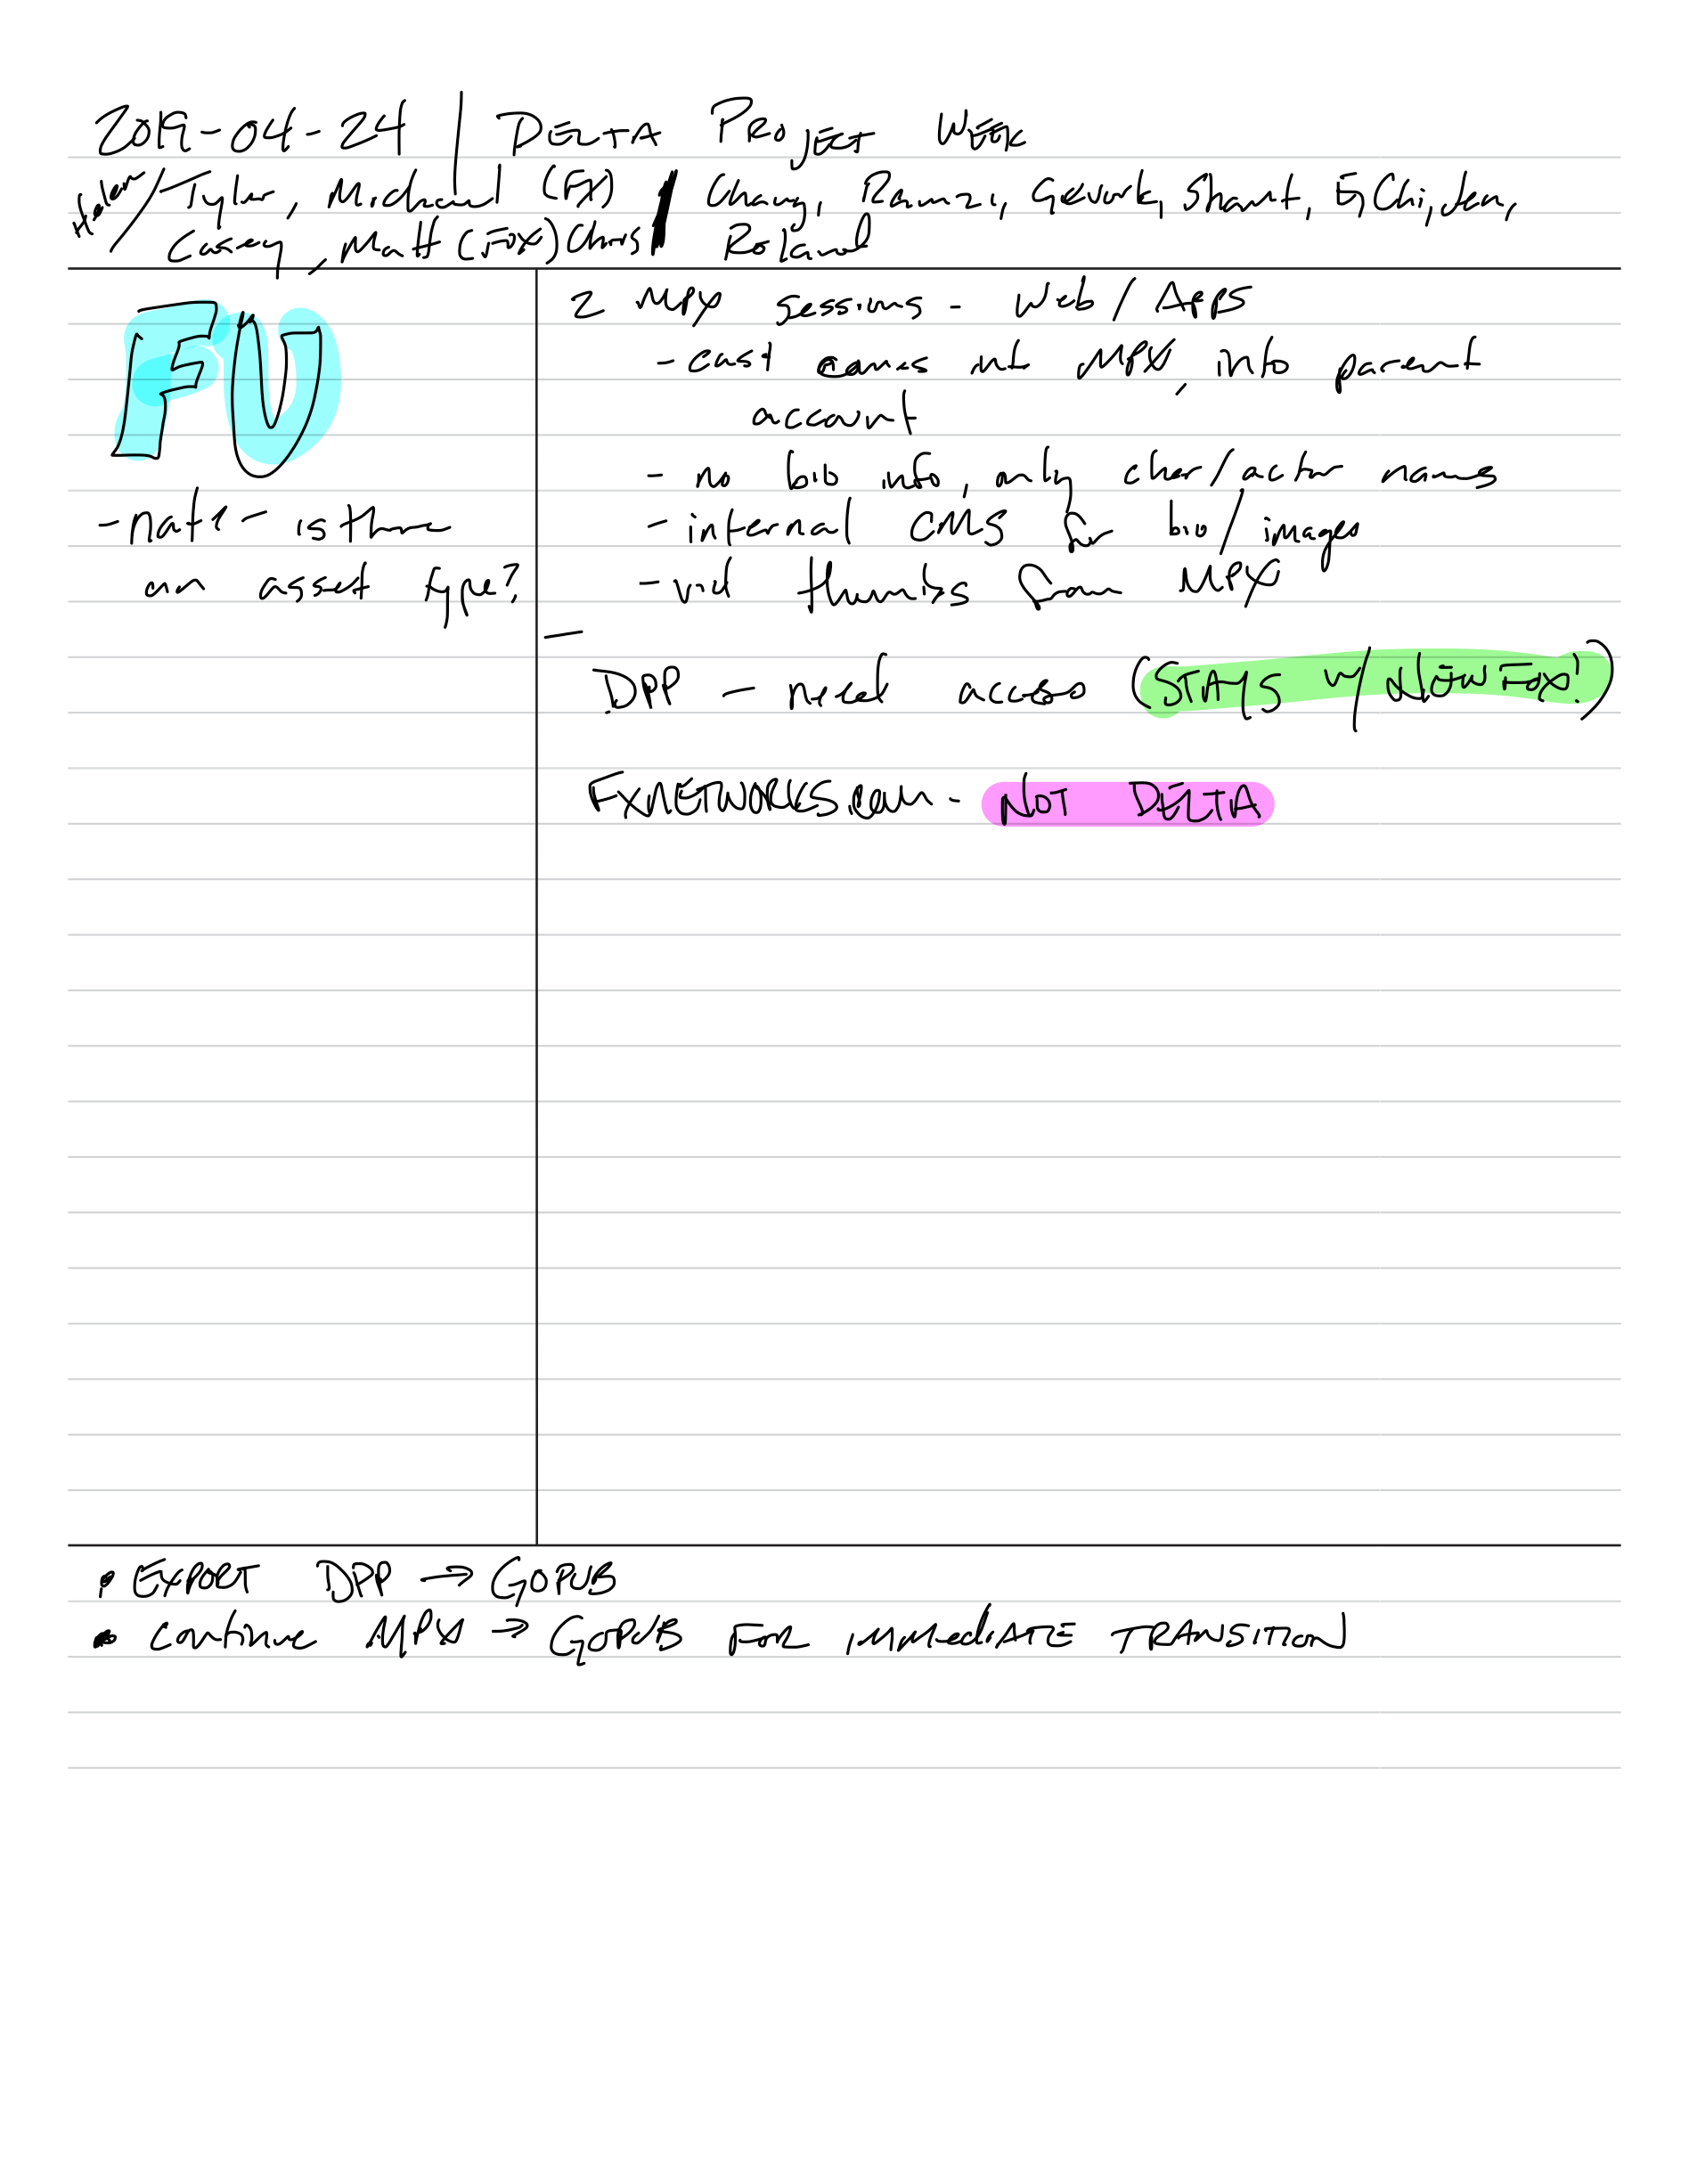 2019-04-24 | DELTA PROJECT WEEK
Helen / Tyler, Michael (FX) Chang, Ramzi, Gevork, Shant, EJ Chi, Jen,
Casey, Matt (FOX) Chris Roland
FU
- nat1 - is there
an asset type?
2 MPX sessions - Web / APPS
- cast names into MPX, into parent
account
- no bio info, only char/actor names
- internal CMS for bio/images
- vid thumbs from MPX
—
DPP - need access (STAYS w/ NEW FOX!)
FXNETWORKS.com - NOT DELTA
• EXPORT DPP → GOPUB
• continue MPX → GOPUB FOR IMMEDIATE TRANSITION